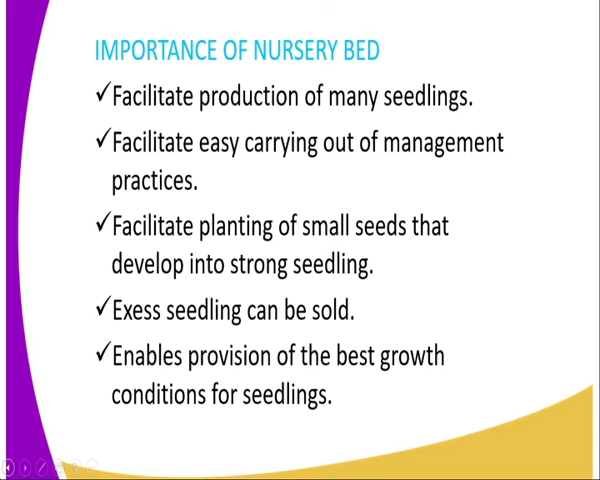 IMPORTANCE OF NURSERY BED
✓Facilitate production of many seedlings.
✓Facilitate easy carrying out of management
practices.
✓Facilitate planting of small seeds that
develop into strong seedling.
✓Exess seedling can be sold.
✓Enables provision of the best growth
conditions for seedlings.